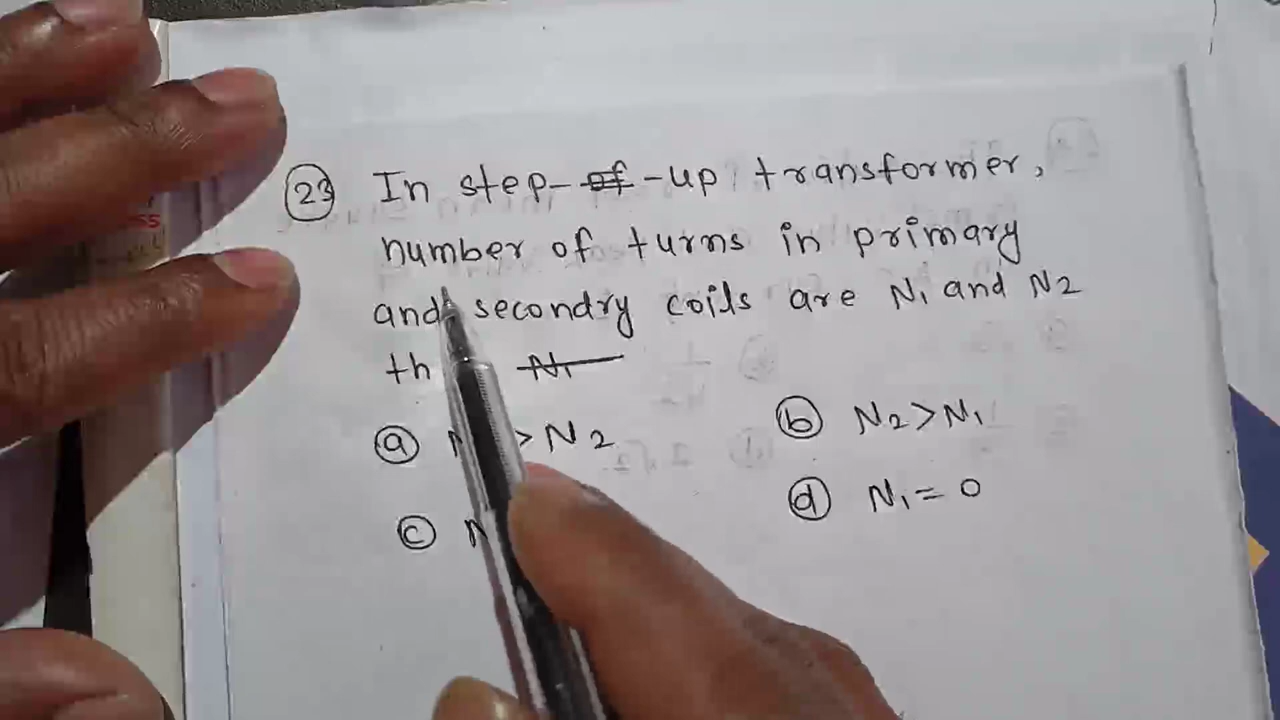 23 In step-of-up transformer,
number of turns in primary
and secondry coils are N1 and N2
th N1
a > N2
b N2>N1
c N
d N1 = 0